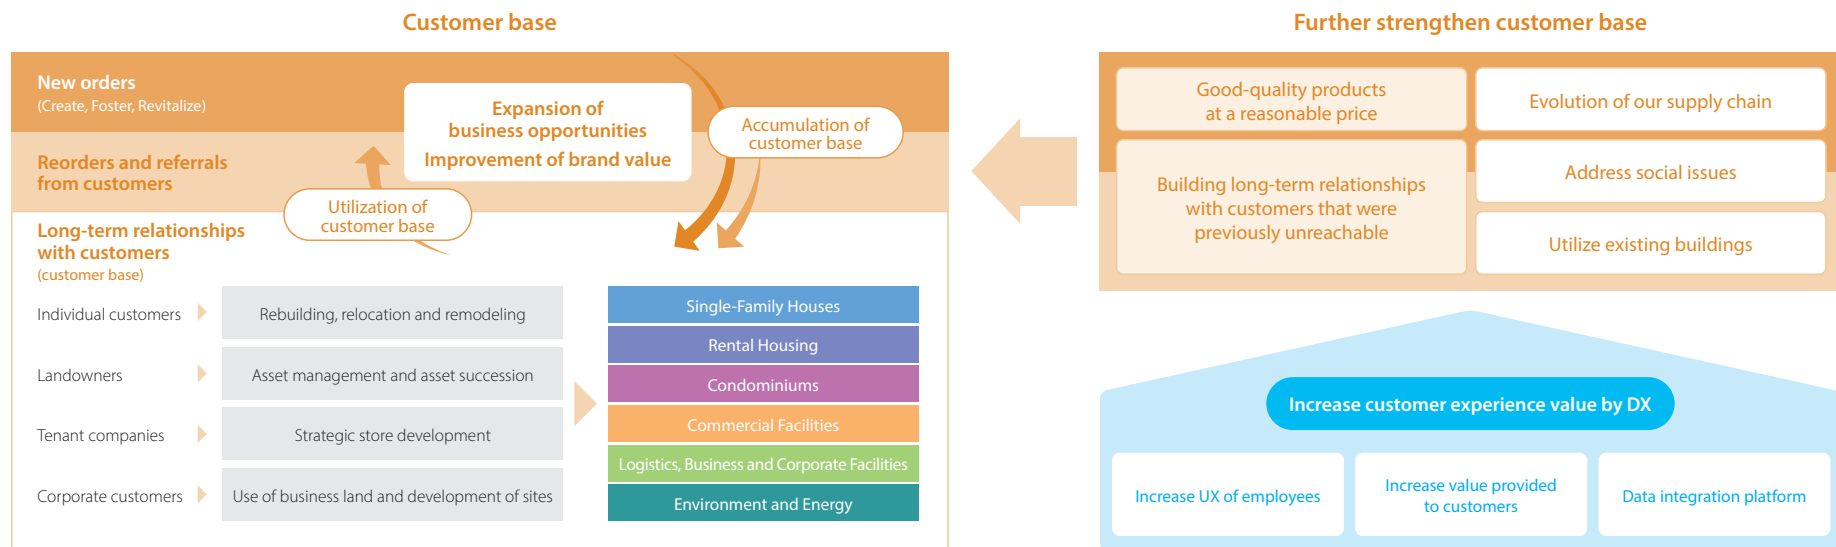 Customer base
New orders
(Create, Foster, Revitalize)
Expansion of
business opportunities
Improvement of brand value
Accumulation of
customer base
Reorders and referrals
from customers
Utilization of
customer base
Long-term relationships
with customers
(customer base)
Individual customers
Rebuilding, relocation and remodeling
Landowners
Asset management and asset succession
Tenant companies
Strategic store development
Corporate customers
Use of business land and development of sites
Single-Family Houses
Rental Housing
Condominiums
Commercial Facilities
Logistics, Business and Corporate Facilities
Environment and Energy
Further strengthen customer base
Good-quality products
at a reasonable price
Evolution of our supply chain
Building long-term relationships
with customers that were
previously unreachable
Address social issues
Utilize existing buildings
Increase customer experience value by DX
Increase UX of employees
Increase value provided
to customers
Data integration platform